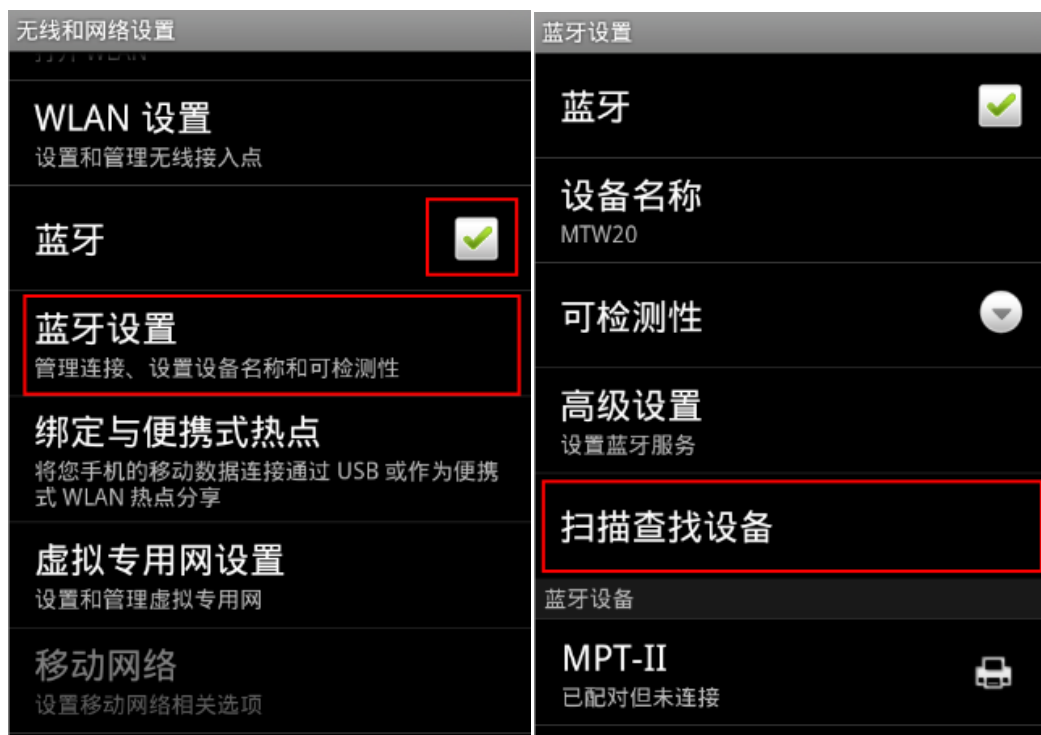 无线和网络设置
打开 WLAN
WLAN 设置
设置和管理无线接入点
蓝牙
蓝牙设置
管理连接、设置设备名称和可检测性
绑定与便携式热点
将您手机的移动数据连接通过 USB 或作为便携
式 WLAN 热点分享
虚拟专用网设置
设置和管理虚拟专用网
移动网络
设置移动网络相关选项
蓝牙设置
蓝牙
设备名称
MTW20
可检测性
高级设置
设置蓝牙服务
扫描查找设备
蓝牙设备
MPT-II
已配对但未连接